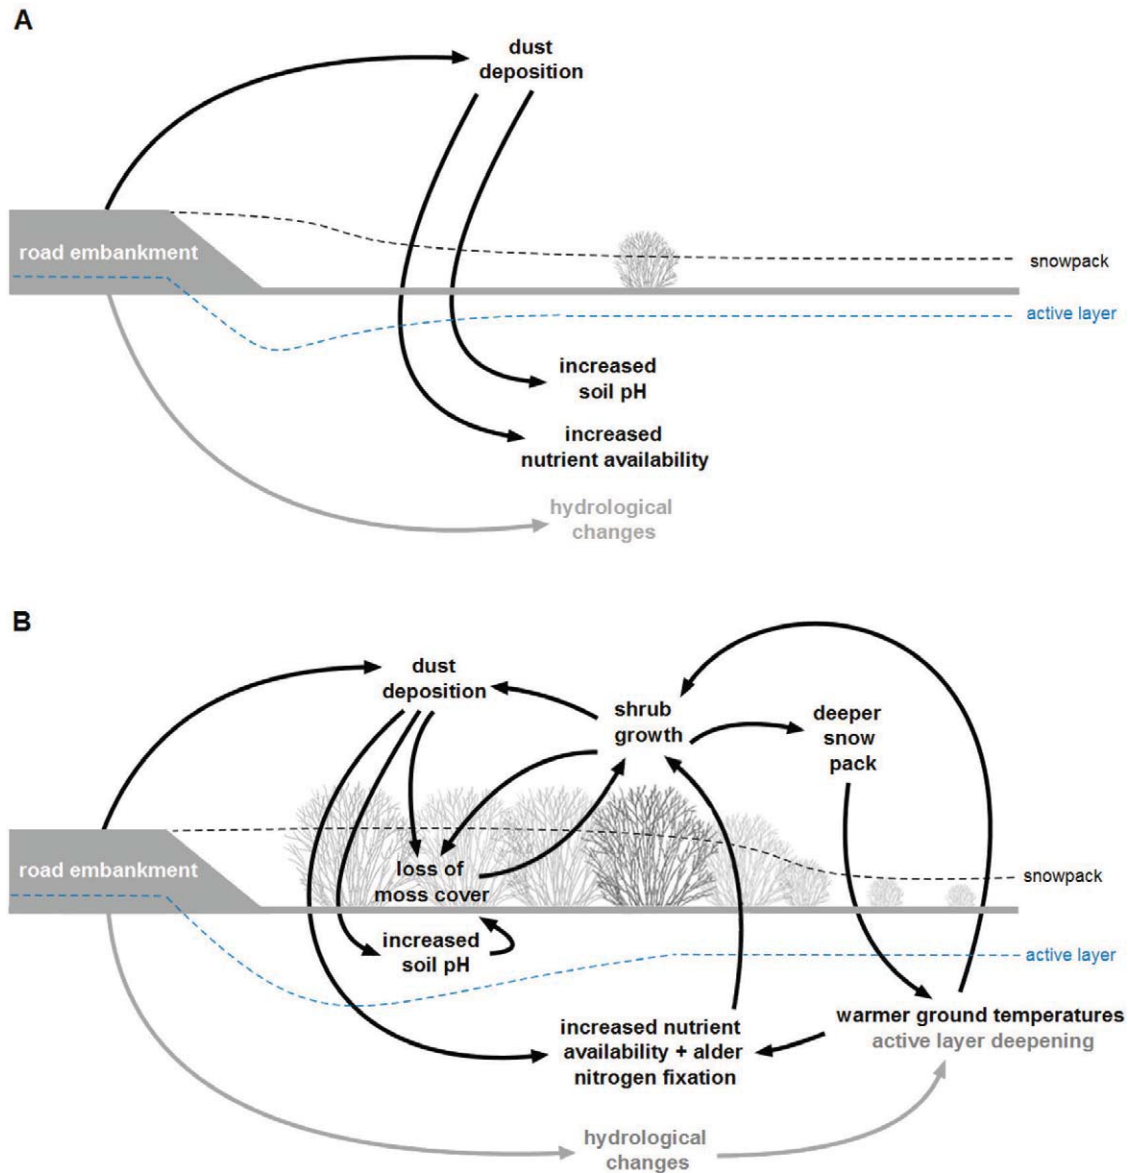 A
dust
deposition
road embankment
snowpack
active layer
increased
soil pH
increased
nutrient availability
hydrological
changes
B
dust
deposition
shrub
growth
deeper
snow
pack
road embankment
loss of
moss cover
snowpack
increased
soil pH
active layer
warmer ground temperatures
active layer deepening
increased nutrient
availability + alder
nitrogen fixation
hydrological
changes